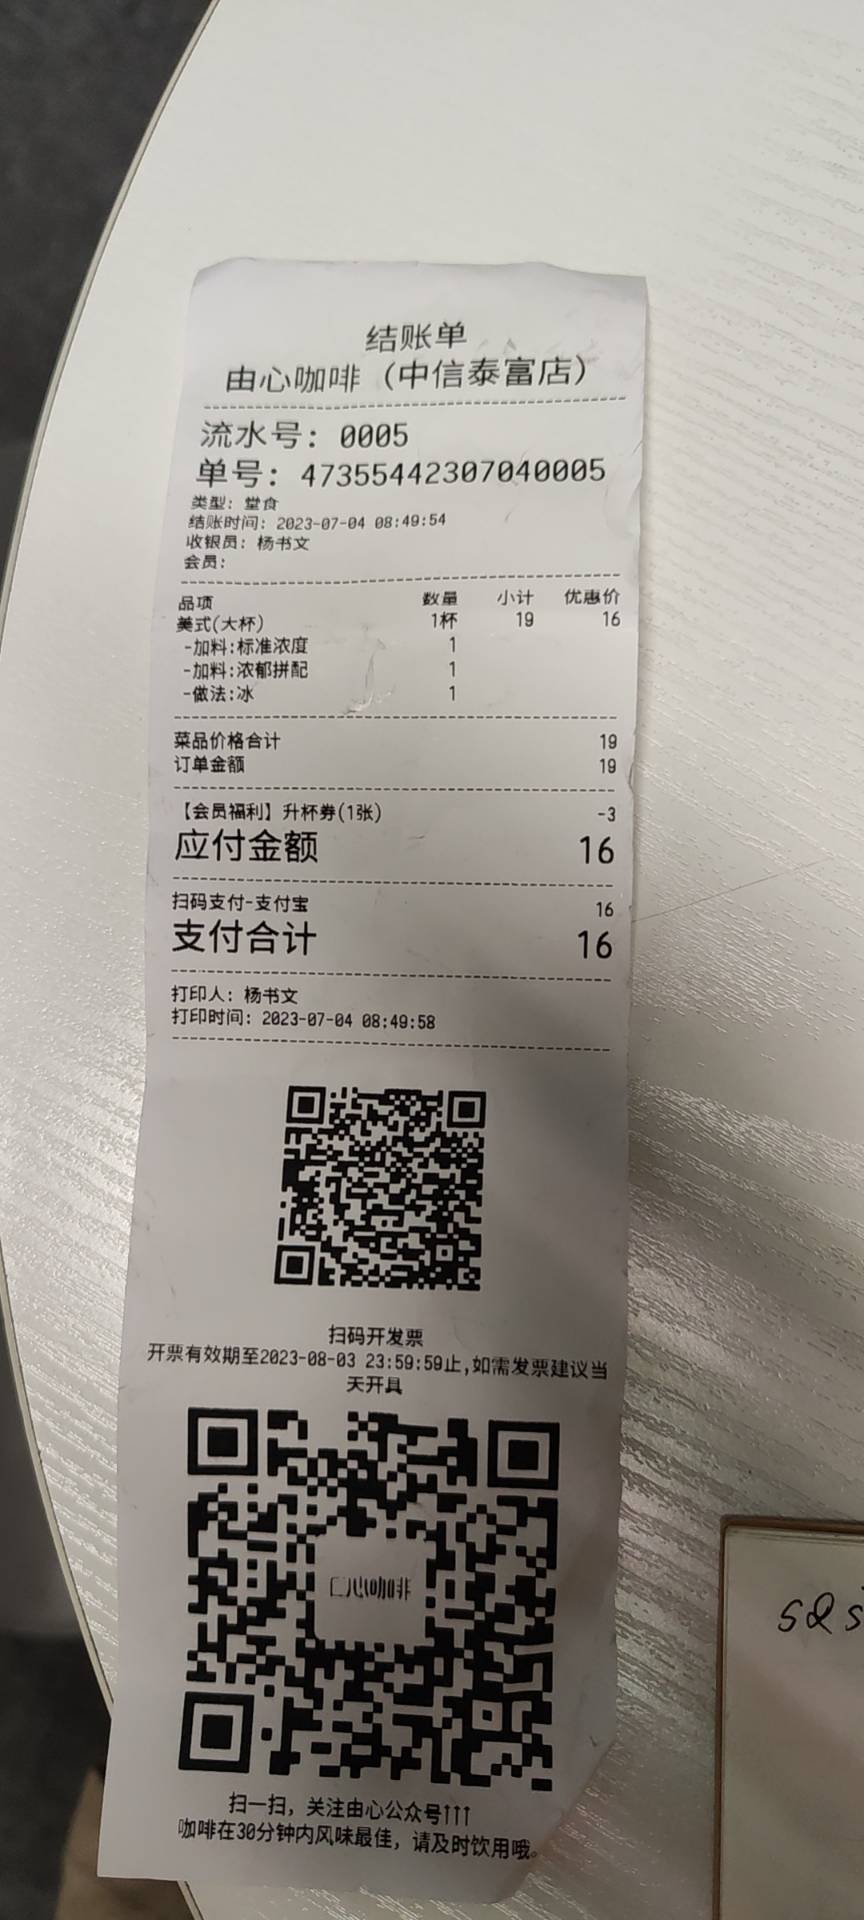 结账单
由心咖啡（中信泰富店）
流水号: 0005
单号: 47355442307040005
类型: 堂食
结账时间: 2023-07-04 08:49:54
收银员: 杨书文
会员:
品项 数量 小计 优惠价
美式(大杯) 1杯 19 16
-加料:标准浓度 1
-加料:浓郁拼配 1
-做法:冰 1
菜品价格合计 19
订单金额 19
【会员福利】升杯券(1张) -3
应付金额 16
扫码支付-支付宝 16
支付合计 16
打印人: 杨书文
打印时间: 2023-07-04 08:49:58
扫码开发票
开票有效期至2023-08-03 23:59:59止,如需发票建议当
天开具
心咖啡
扫一扫，关注由心公众号↑↑↑
咖啡在30分钟内风味最佳，请及时饮用哦。